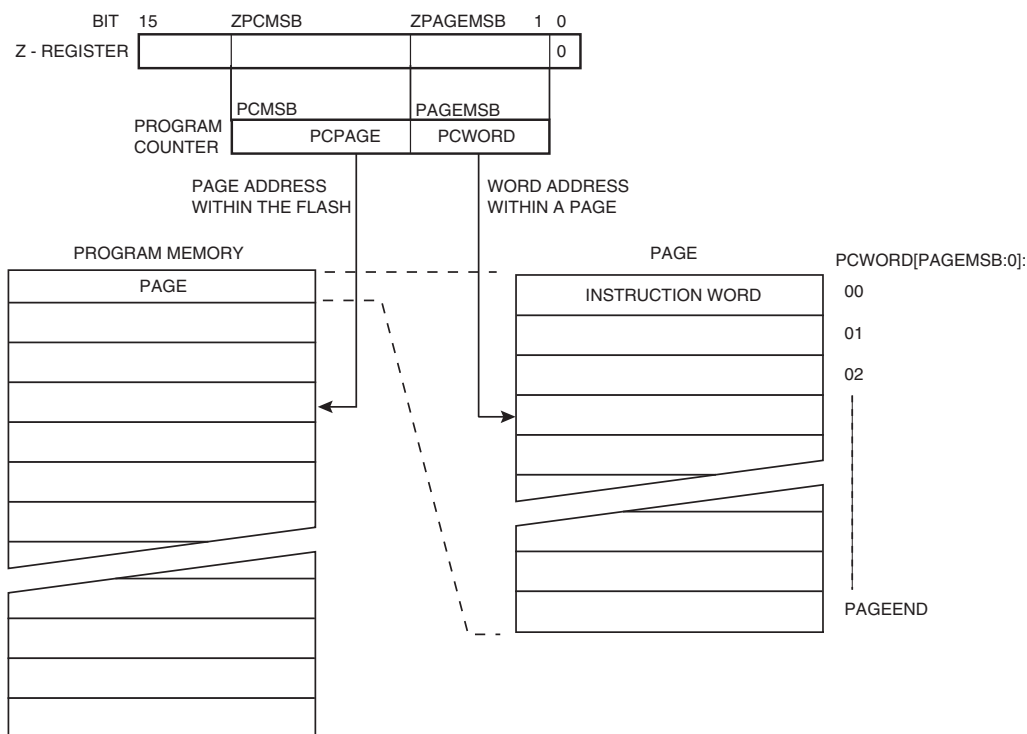 BIT 15 ZPCMSB ZPAGEMSB 1 0
Z - REGISTER 0
PCMSB PAGEMSB
PROGRAM
COUNTER
PCPAGE PCWORD
PAGE ADDRESS
WITHIN THE FLASH
WORD ADDRESS
WITHIN A PAGE
PROGRAM MEMORY
PAGE
PAGE
PCWORD[PAGEMSB:0]:
INSTRUCTION WORD
00
01
02
PAGEEND